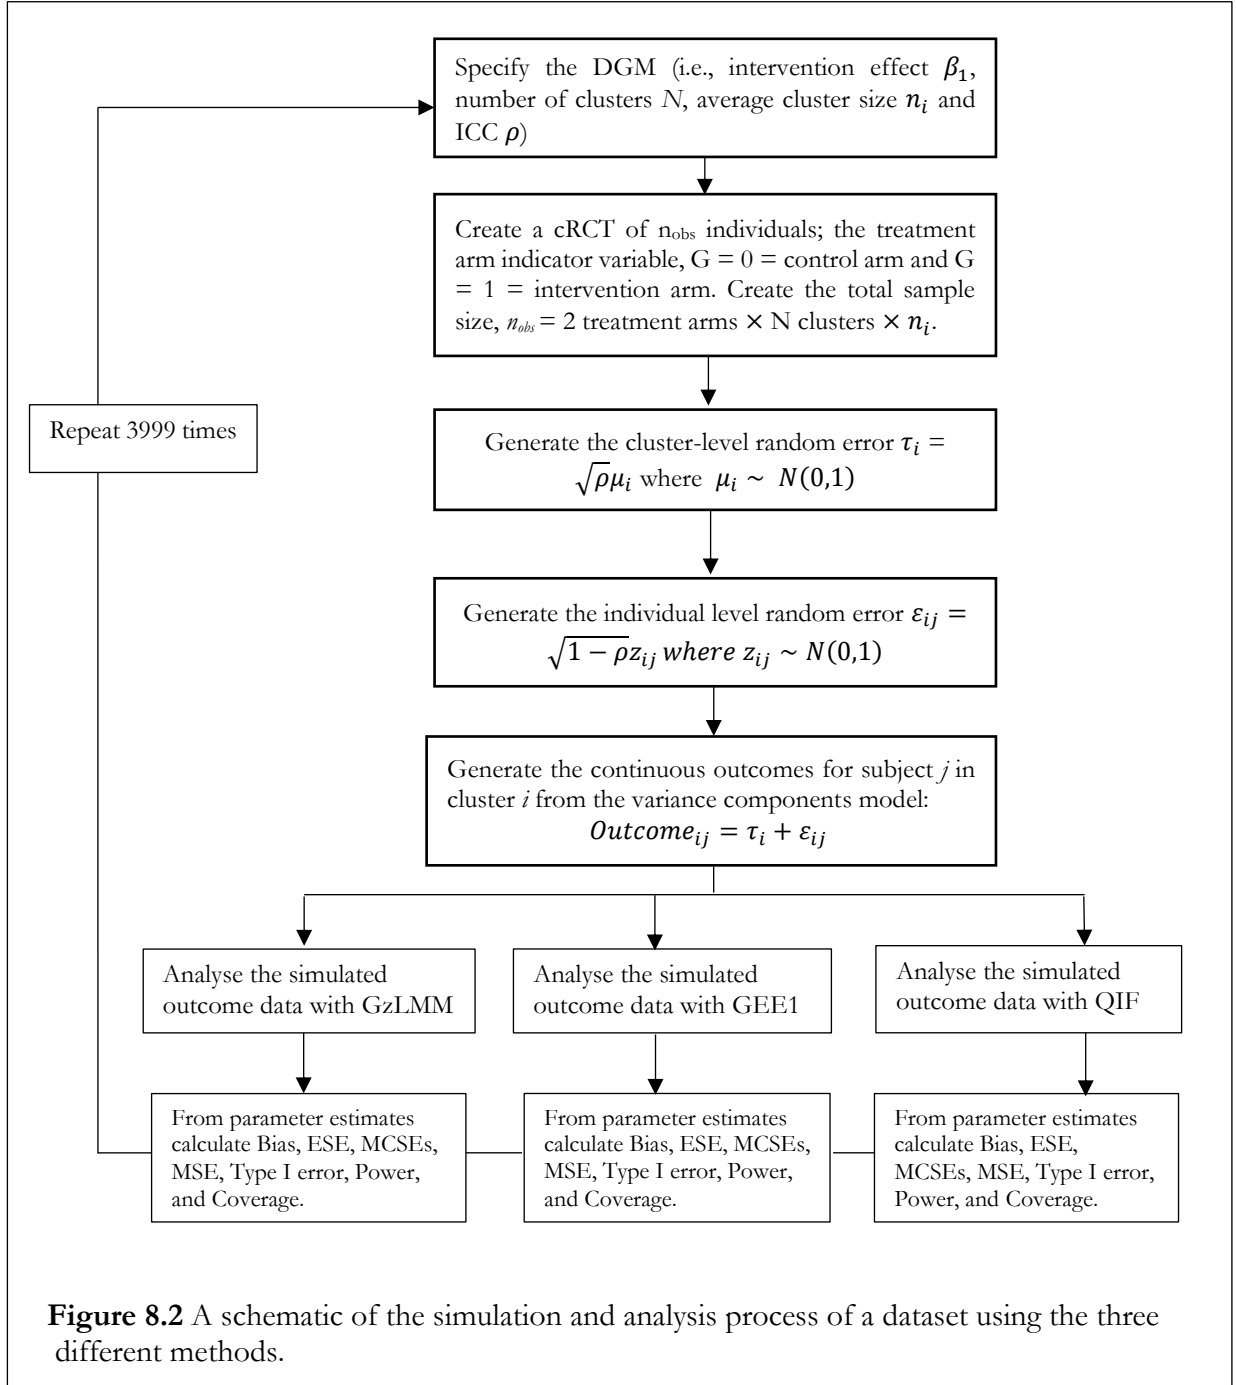 Specify the DGM (i.e., intervention effect β₁,
number of clusters N, average cluster size nᵢ and
ICC ρ)
Create a cRCT of n_obs individuals; the treatment
arm indicator variable, G = 0 = control arm and G
= 1 = intervention arm. Create the total sample
size, n_obs = 2 treatment arms × N clusters × nᵢ.
Repeat 3999 times
Generate the cluster-level random error τᵢ =
√ρμᵢ where μᵢ ~ N(0,1)
Generate the individual level random error εᵢⱼ =
√(1 − ρ)zᵢⱼ where zᵢⱼ ~ N(0,1)
Generate the continuous outcomes for subject j in
cluster i from the variance components model:
Outcomeᵢⱼ = τᵢ + εᵢⱼ
Analyse the simulated
outcome data with GzLMM
Analyse the simulated
outcome data with GEE1
Analyse the simulated
outcome data with QIF
From parameter estimates
calculate Bias, ESE, MCSEs,
MSE, Type I error, Power,
and Coverage.
From parameter estimates
calculate Bias, ESE, MCSEs,
MSE, Type I error, Power,
and Coverage.
From parameter estimates
calculate Bias, ESE,
MCSEs, MSE, Type I error,
Power, and Coverage.
Figure 8.2 A schematic of the simulation and analysis process of a dataset using the three
different methods.